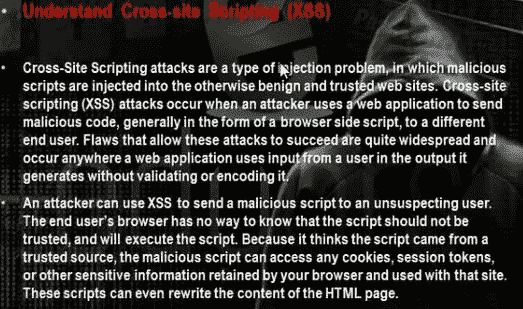 • Understand Cross-site Scripting (XSS)
• Cross-Site Scripting attacks are a type of injection problem, in which malicious
scripts are injected into the otherwise benign and trusted web sites. Cross-site
scripting (XSS) attacks occur when an attacker uses a web application to send
malicious code, generally in the form of a browser side script, to a different
end user. Flaws that allow these attacks to succeed are quite widespread and
occur anywhere a web application uses input from a user in the output it
generates without validating or encoding it.
• An attacker can use XSS to send a malicious script to an unsuspecting user.
The end user's browser has no way to know that the script should not be
trusted, and will execute the script. Because it thinks the script came from a
trusted source, the malicious script can access any cookies, session tokens,
or other sensitive information retained by your browser and used with that site.
These scripts can even rewrite the content of the HTML page.